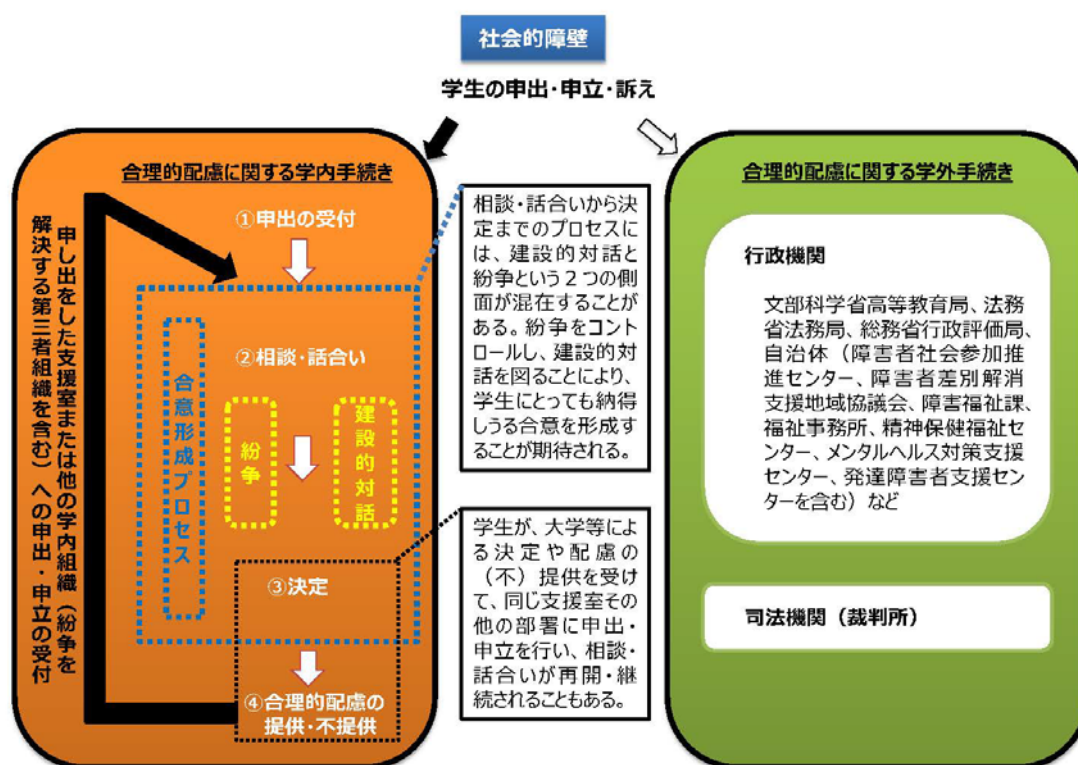 社会的障壁
学生の申出・申立・訴え
合理的配慮に関する学内手続き
申し出をした支援室または他の学内組織（紛争を
解決する第三者組織を含む）への申出・申立の受付
①申出の受付
合意形成プロセス
②相談・話合い
紛争
建設的対話
③決定
④合理的配慮の
提供・不提供
相談・話合いから決
定までのプロセスに
は、建設的対話と
紛争という２つの側
面が混在することが
ある。紛争をコント
ロールし、建設的対
話を図ることにより、
学生にとっても納得
しうる合意を形成す
ることが期待される。
学生が、大学等によ
る決定や配慮の
（不）提供を受け
て、同じ支援室その
他の部署に申出・
申立を行い、相談・
話合いが再開・継
続されることもある。
合理的配慮に関する学外手続き
行政機関
文部科学省高等教育局、法務
省法務局、総務省行政評価局、
自治体（障害者社会参加推
進センター、障害者差別解消
支援地域協議会、障害福祉課、
福祉事務所、精神保健福祉セ
ンター、メンタルヘルス対策支援
センター、発達障害者支援セン
ターを含む）など
司法機関（裁判所）